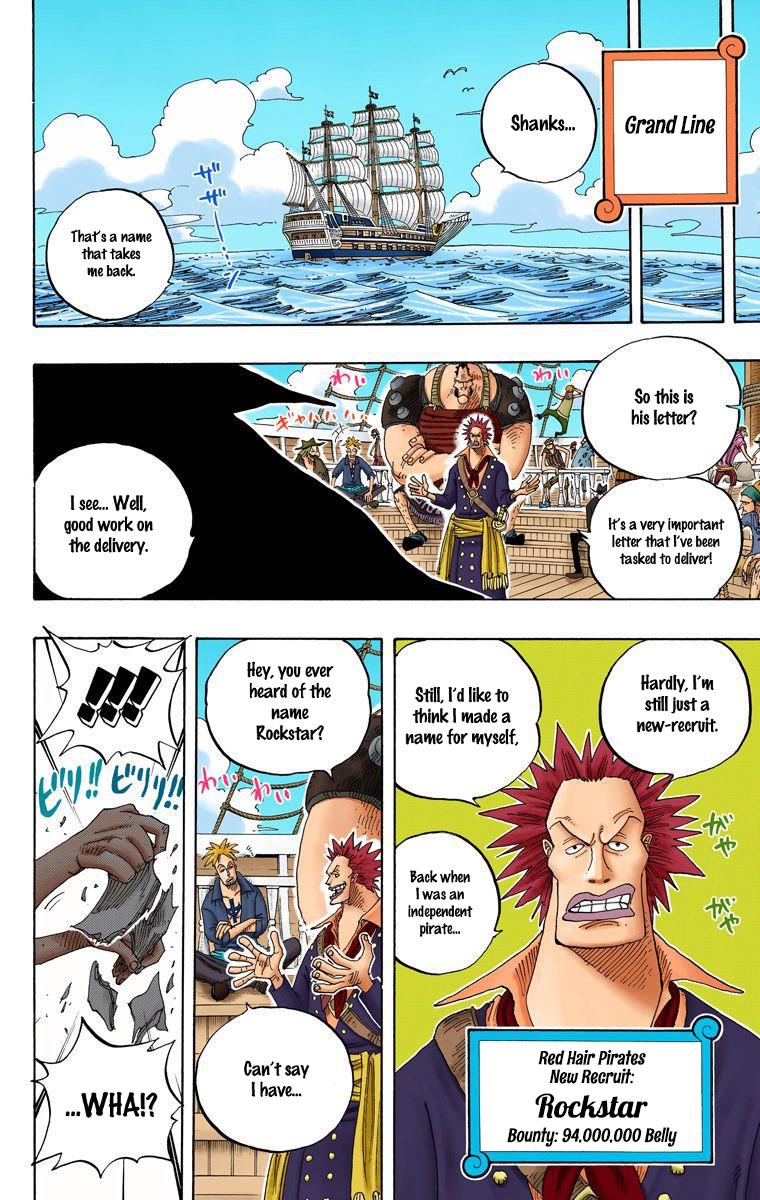 Grand Line
Shanks...
ザ
ザ
That's a name
that takes
me back.
So this is
his letter?
It's a very important
letter that I've been
tasked to deliver!
わい
わい
ギャハハハ
I see... Well,
good work on
the delivery.
Hardly, I'm
still just a
new-recruit.
Still, I'd like to
think I made a
name for myself,
Back when
I was an
independent
pirate...
がや
がや
Red Hair Pirates
New Recruit:
Rockstar
Bounty: 94,000,000 Belly
Hey, you ever
heard of the
name
Rockstar?
わい
わい
Can't say
I have...
!!!
ビリ!!
ビリリ!!
...WHA!?